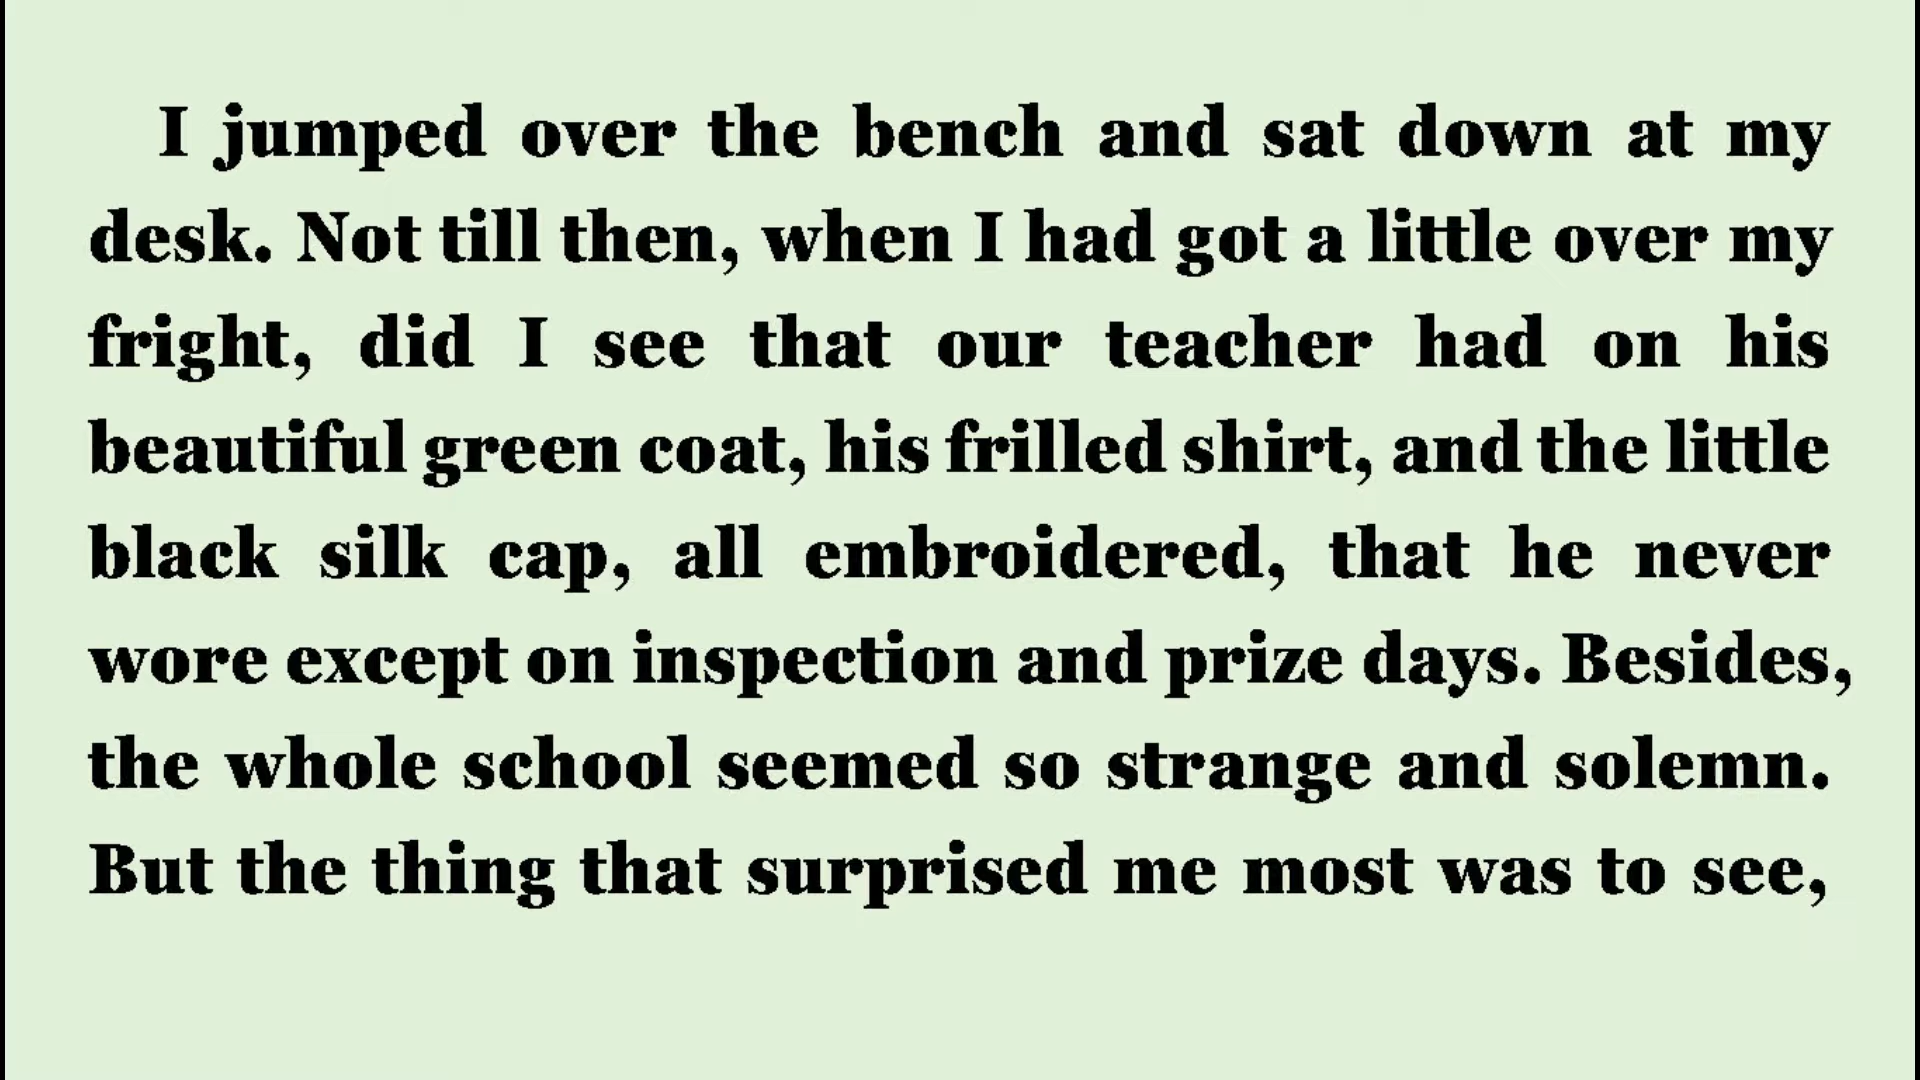 I jumped over the bench and sat down at my
desk. Not till then, when I had got a little over my
fright, did I see that our teacher had on his
beautiful green coat, his frilled shirt, and the little
black silk cap, all embroidered, that he never
wore except on inspection and prize days. Besides,
the whole school seemed so strange and solemn.
But the thing that surprised me most was to see,